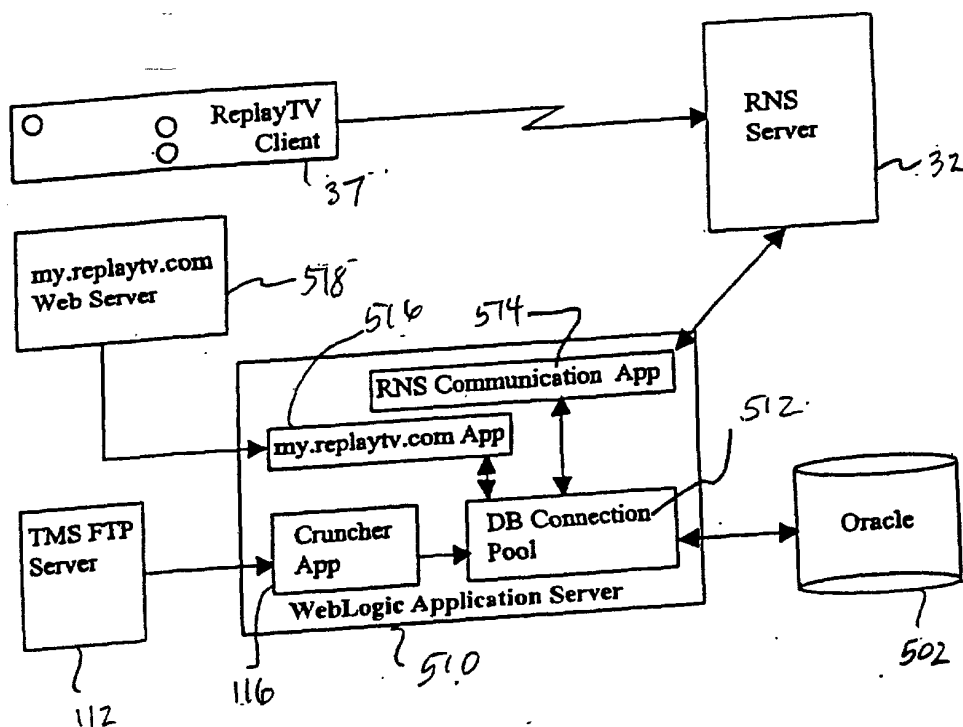 ReplayTV
Client
37
RNS
Server
32
my.replaytv.com
Web Server
518
516
514
RNS Communication App
512
my.replaytv.com App
TMS FTP
Server
Cruncher
App
DB Connection
Pool
Oracle
WebLogic Application Server
112
116
510
502